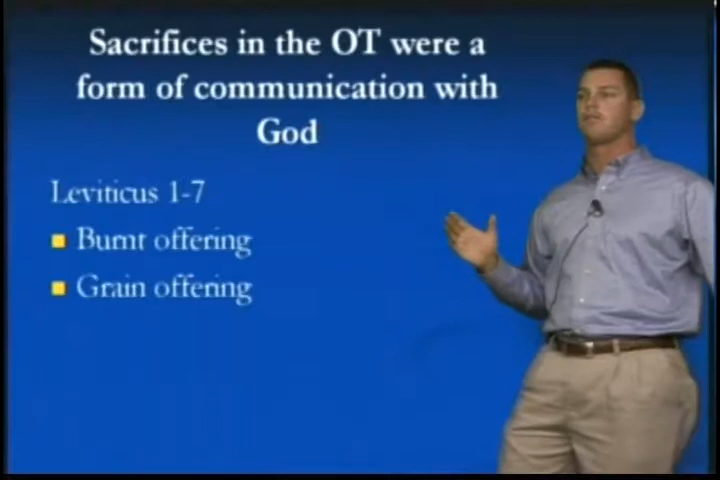 Sacrifices in the OT were a
form of communication with
God
Leviticus 1-7
Burnt offering
Grain offering